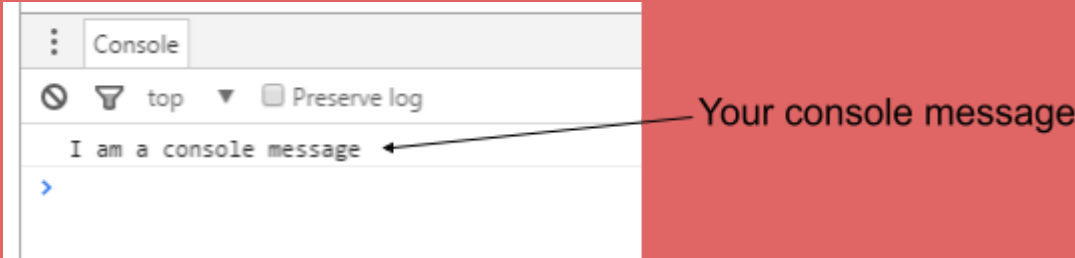 Console
top Preserve log
Your console message
I am a console message